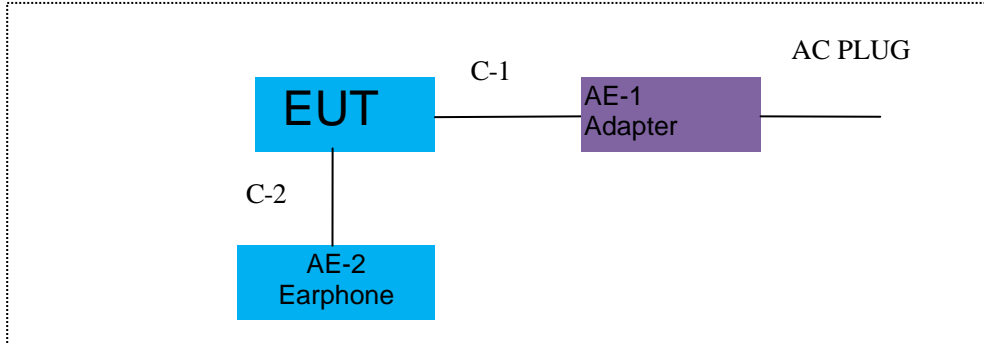 AC PLUG
C-1
EUT
AE-1
Adapter
C-2
AE-2
Earphone